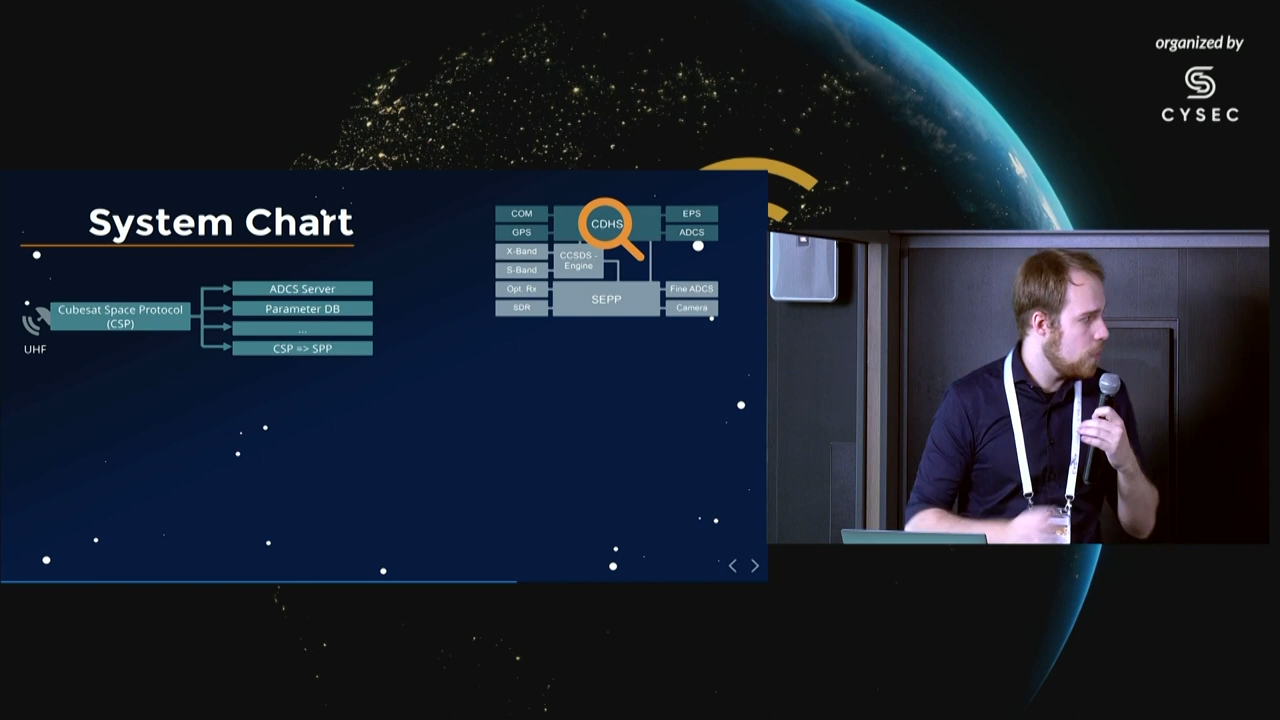 organized by
CYSEC
System Chart
UHF
Cubesat Space Protocol
(CSP)
ADCS Server
Parameter DB
...
CSP => SPP
COM
GPS
X-Band
S-Band
Opt. Rx
SDR
CDHS
CCSDS -
Engine
SEPP
EPS
ADCS
Fine ADCS
Camera